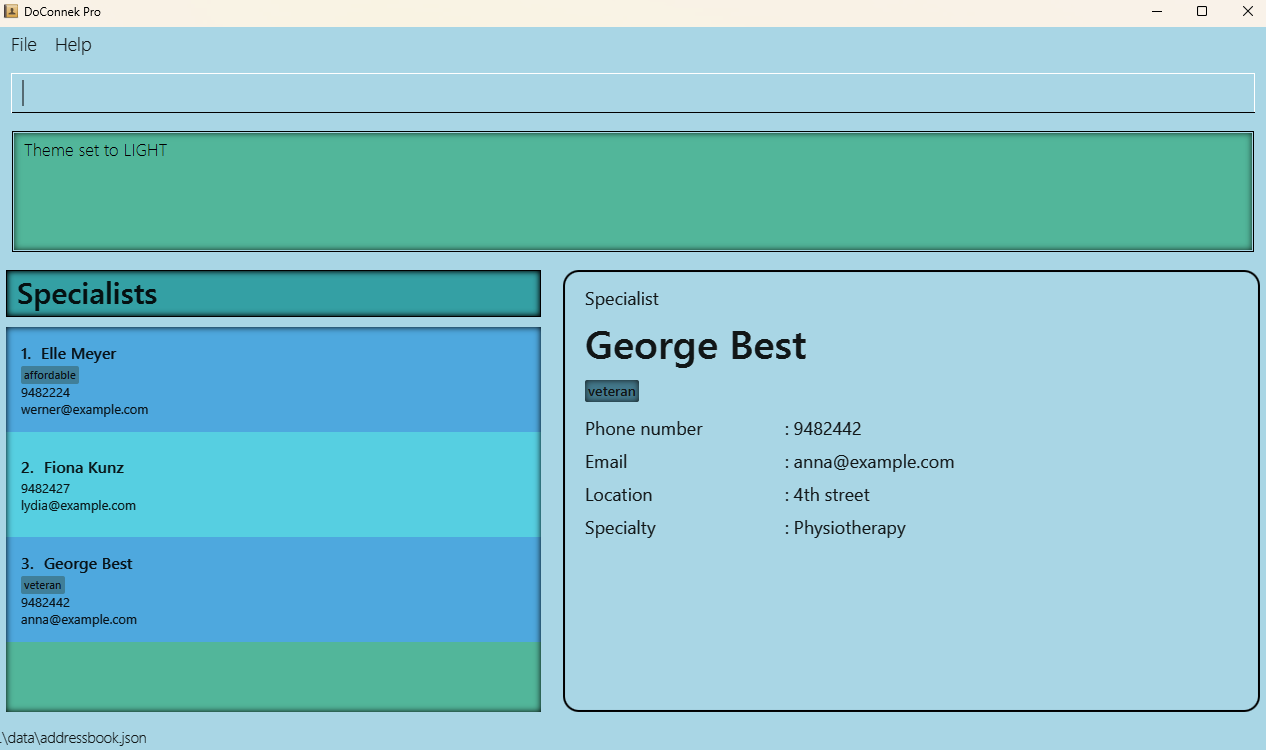 DoConnek Pro
File Help
Theme set to LIGHT
Specialists
1. Elle Meyer
affordable
9482224
werner@example.com
2. Fiona Kunz
9482427
lydia@example.com
3. George Best
veteran
9482442
anna@example.com
Specialist
George Best
veteran
Phone number : 9482442
Email : anna@example.com
Location : 4th street
Specialty : Physiotherapy
.\data\addressbook.json